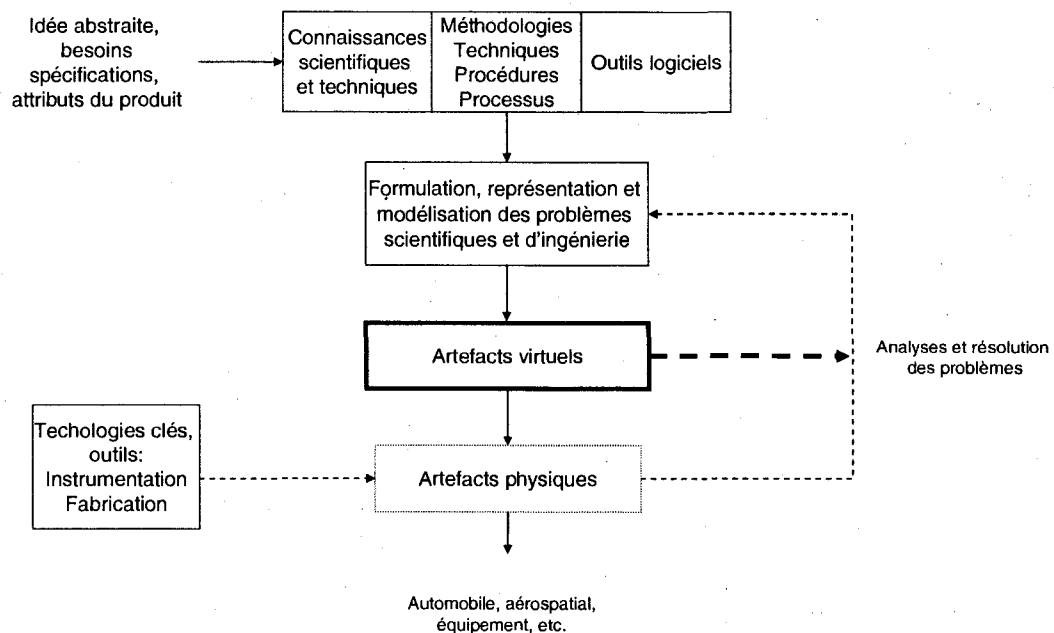 Idée abstraite,
besoins
spécifications,
attributs du produit
Connaissances
scientifiques
et techniques
Méthodologies
Techniques
Procédures
Processus
Outils logiciels
Formulation, représentation et
modélisation des problèmes
scientifiques et d'ingénierie
Artefacts virtuels
Analyses et résolution
des problèmes
Techologies clés,
outils:
Instrumentation
Fabrication
Artefacts physiques
Automobile, aérospatial,
équipement, etc.